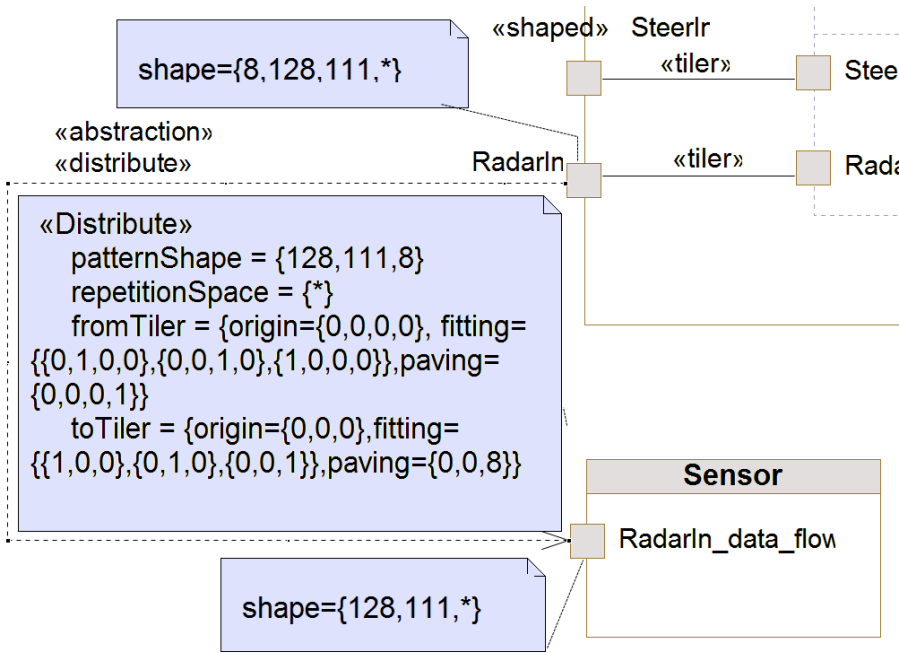 «shaped» SteerIr
shape={8,128,111,*}
«tiler» Stee
«abstraction»
«distribute»
RadarIn «tiler» Rada
«Distribute»
patternShape = {128,111,8}
repetitionSpace = {*}
fromTiler = {origin={0,0,0,0}, fitting=
{{0,1,0,0},{0,0,1,0},{1,0,0,0}},paving=
{0,0,0,1}}
toTiler = {origin={0,0,0},fitting=
{{1,0,0},{0,1,0},{0,0,1}},paving={0,0,8}}
Sensor
RadarIn_data_flow
shape={128,111,*}